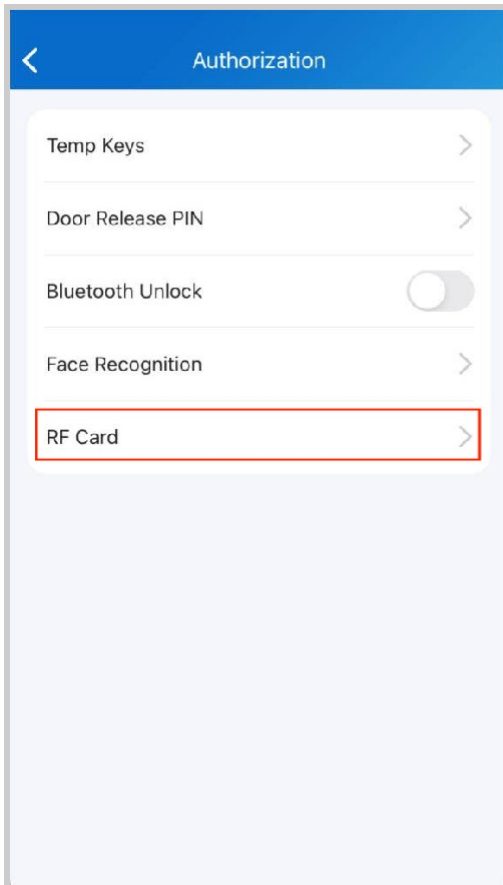 Authorization
Temp Keys
Door Release PIN
Bluetooth Unlock
Face Recognition
RF Card